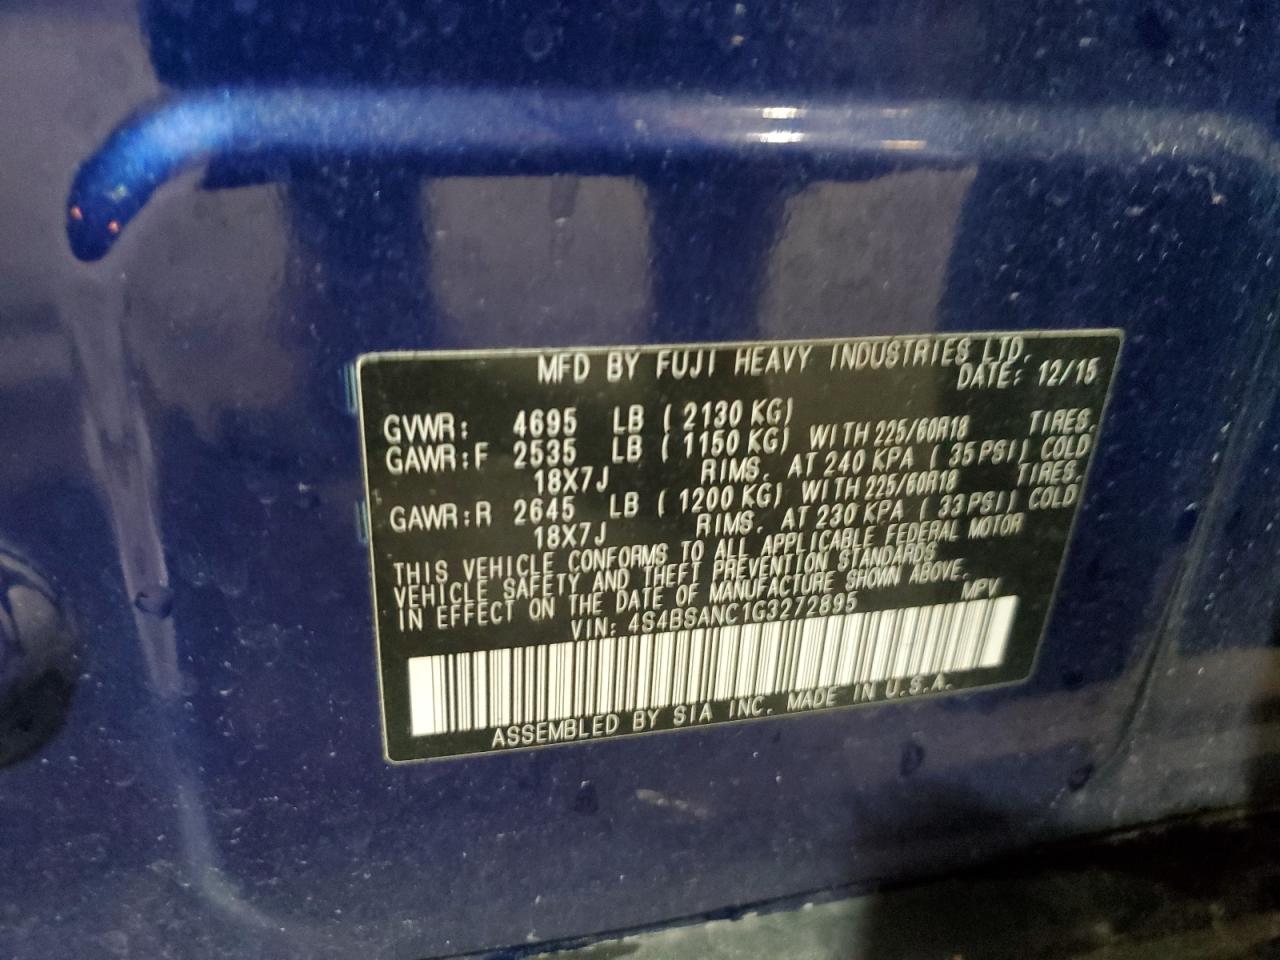 MFD BY FUJI HEAVY INDUSTRIES LTD.
DATE: 12/15
GVWR: 4695 LB ( 2130 KG)
GAWR:F 2535 LB ( 1150 KG) WITH 225/60R18 TIRES.
18X7J RIMS. AT 240 KPA ( 35 PSI) COLD
GAWR:R 2645 LB ( 1200 KG) WITH 225/60R18 TIRES.
18X7J RIMS. AT 230 KPA ( 33 PSI) COLD
THIS VEHICLE CONFORMS TO ALL APPLICABLE FEDERAL MOTOR
VEHICLE SAFETY AND THEFT PREVENTION STANDARDS
IN EFFECT ON THE DATE OF MANUFACTURE SHOWN ABOVE.
VIN: 4S4BSANC1G3272895 MPV
ASSEMBLED BY SIA INC. MADE IN U.S.A.